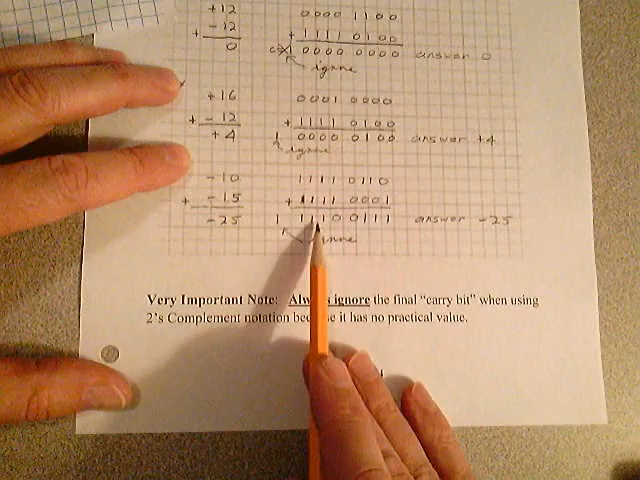 +12 0000 1100
+ -12 + 1111 0100
0 1 0000 0000 answer 0
ignore
+16 0001 0000
+ -12 + 1111 0100
+4 1 0000 0100 answer +4
ignore
-10 1111 0110
+ -15 + 1111 0001
-25 1 11100111 answer -25
ignore
Very Important Note: Always ignore the final "carry bit" when using
2's Complement notation because it has no practical value.